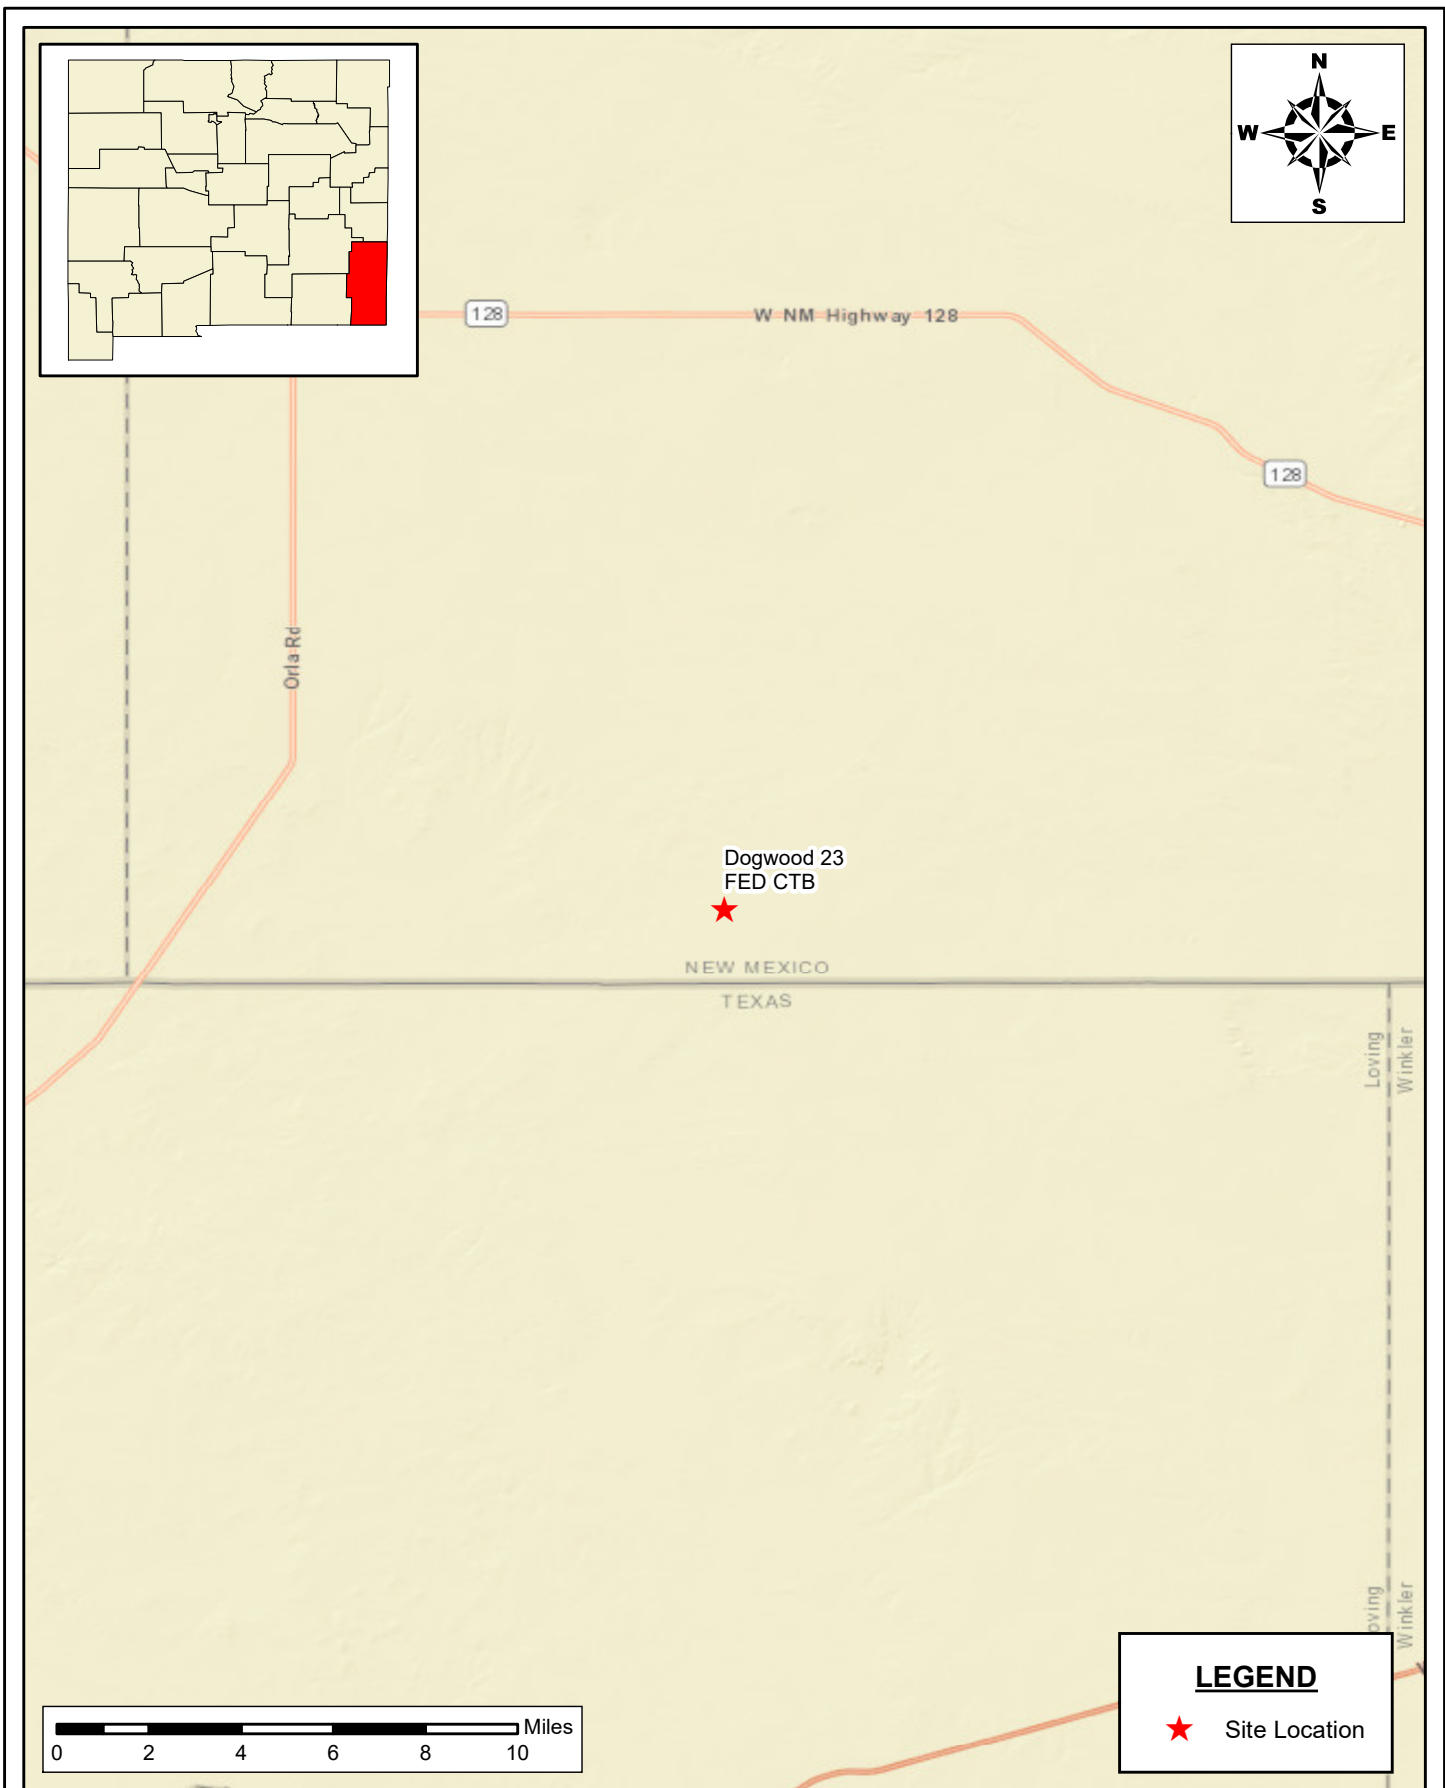 N
W E
S
128
W NM Highway 128
128
Orla Rd
Dogwood 23
FED CTB
NEW MEXICO
TEXAS
Loving
Winkler
Winkler
LEGEND
Site Location
Miles
0 2 4 6 8 10